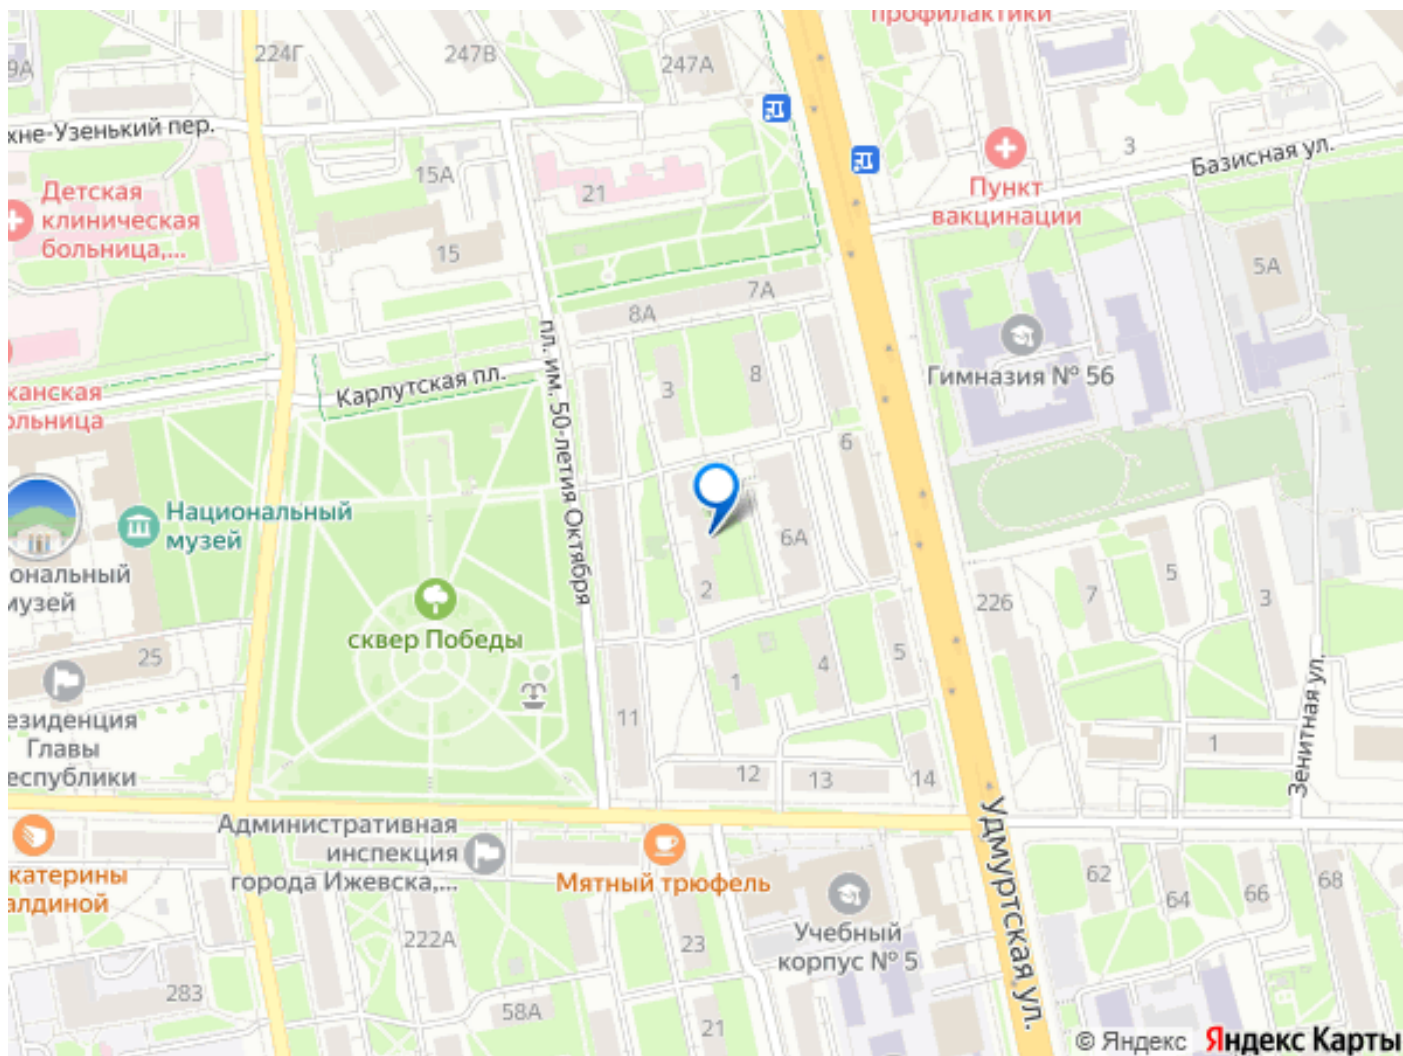 профилактики
224Г
247В
247А
9А
хне-Узенький пер.
3
Базисная ул.
Пункт
вакцинации
15А
21
Детская
клиническая
больница,...
15
5А
7А
8А
пл. им. 50-летия Октября
Гимназия № 56
Карлутская пл.
3
8
канская
ольница
6
Национальный
музей
6А
ональный
музей
2
226
7
5
3
сквер Победы
25
1
4
5
езиденция
Главы
еспублики
11
12
13
14
1
Зенитная ул.
Удмуртская ул.
Административная
инспекция
города Ижевска,...
Мятный трюфель
катерины
алдиной
62
64
66
68
222А
23
Учебный
корпус № 5
283
58А
21
© Яндекс Яндекс Карты